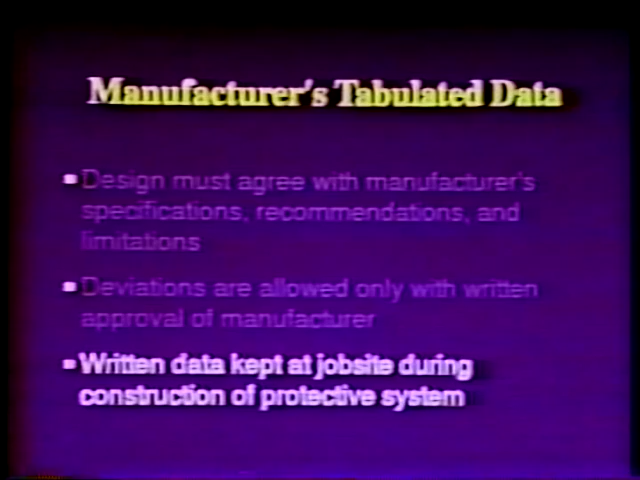 Manufacturer's Tabulated Data
Design must agree with manufacturer's
specifications, recommendations, and
limitations
Deviations are allowed only with written
approval of manufacturer
Written data kept at jobsite during
construction of protective system